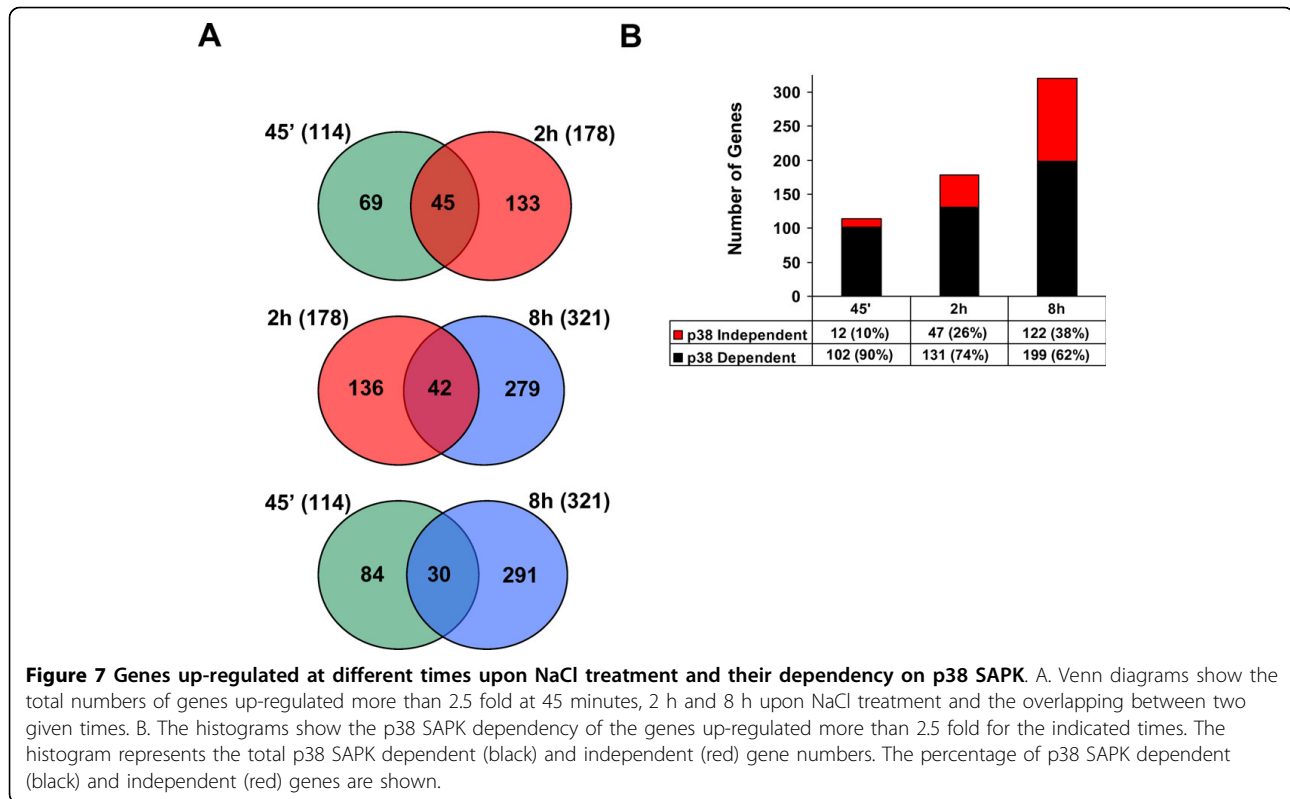 A
B
45’ (114)
2h (178)
69
45
133
2h (178)
8h (321)
136
42
279
45’ (114)
8h (321)
84
30
291
Number of Genes
300
250
200
150
100
50
0
45' 2h 8h
p38 Independent 12 (10%) 47 (26%) 122 (38%)
p38 Dependent 102 (90%) 131 (74%) 199 (62%)
Figure 7 Genes up-regulated at different times upon NaCl treatment and their dependency on p38 SAPK. A. Venn diagrams show the
total numbers of genes up-regulated more than 2.5 fold at 45 minutes, 2 h and 8 h upon NaCl treatment and the overlapping between two
given times. B. The histograms show the p38 SAPK dependency of the genes up-regulated more than 2.5 fold for the indicated times. The
histogram represents the total p38 SAPK dependent (black) and independent (red) gene numbers. The percentage of p38 SAPK dependent
(black) and independent (red) genes are shown.